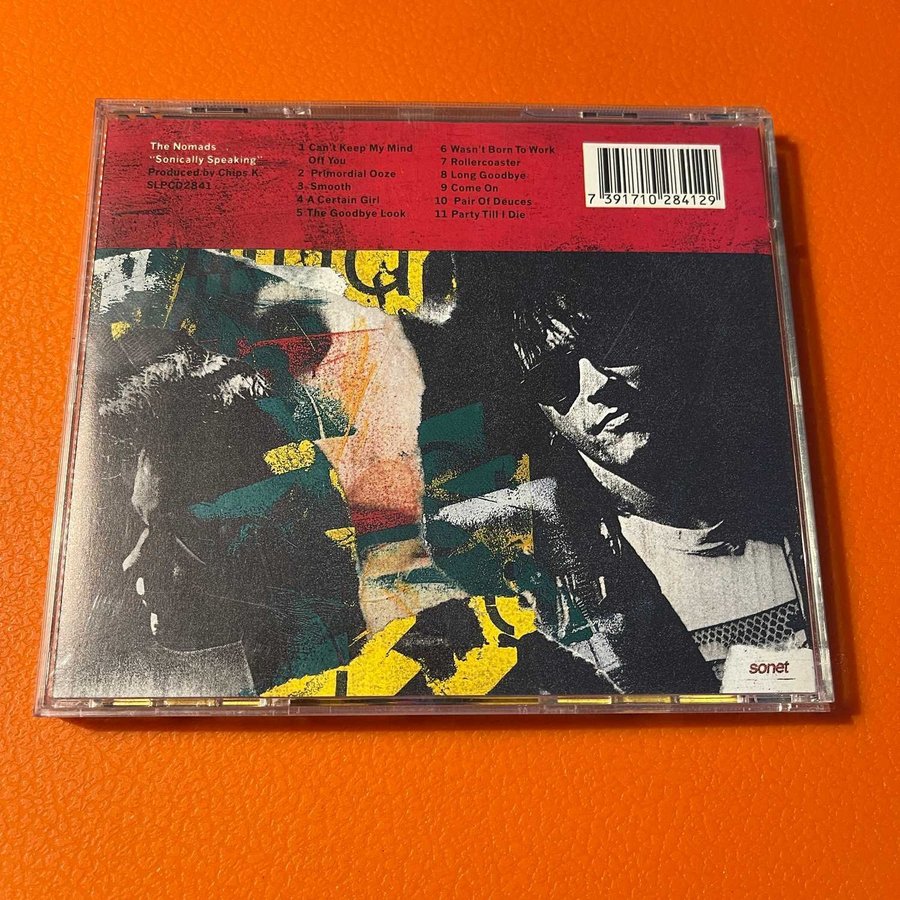 The Nomads
"Sonically Speaking"
Produced by Chips K.
SLPCD2841
1 Can't Keep My Mind
Off You
2 Primordial Ooze
3 Smooth
4 A Certain Girl
5 The Goodbye Look
6 Wasn't Born To Work
7 Rollercoaster
8 Long Goodbye
9 Come On
10 Pair Of Deuces
11 Party Till I Die
7 391710 284129
sonet